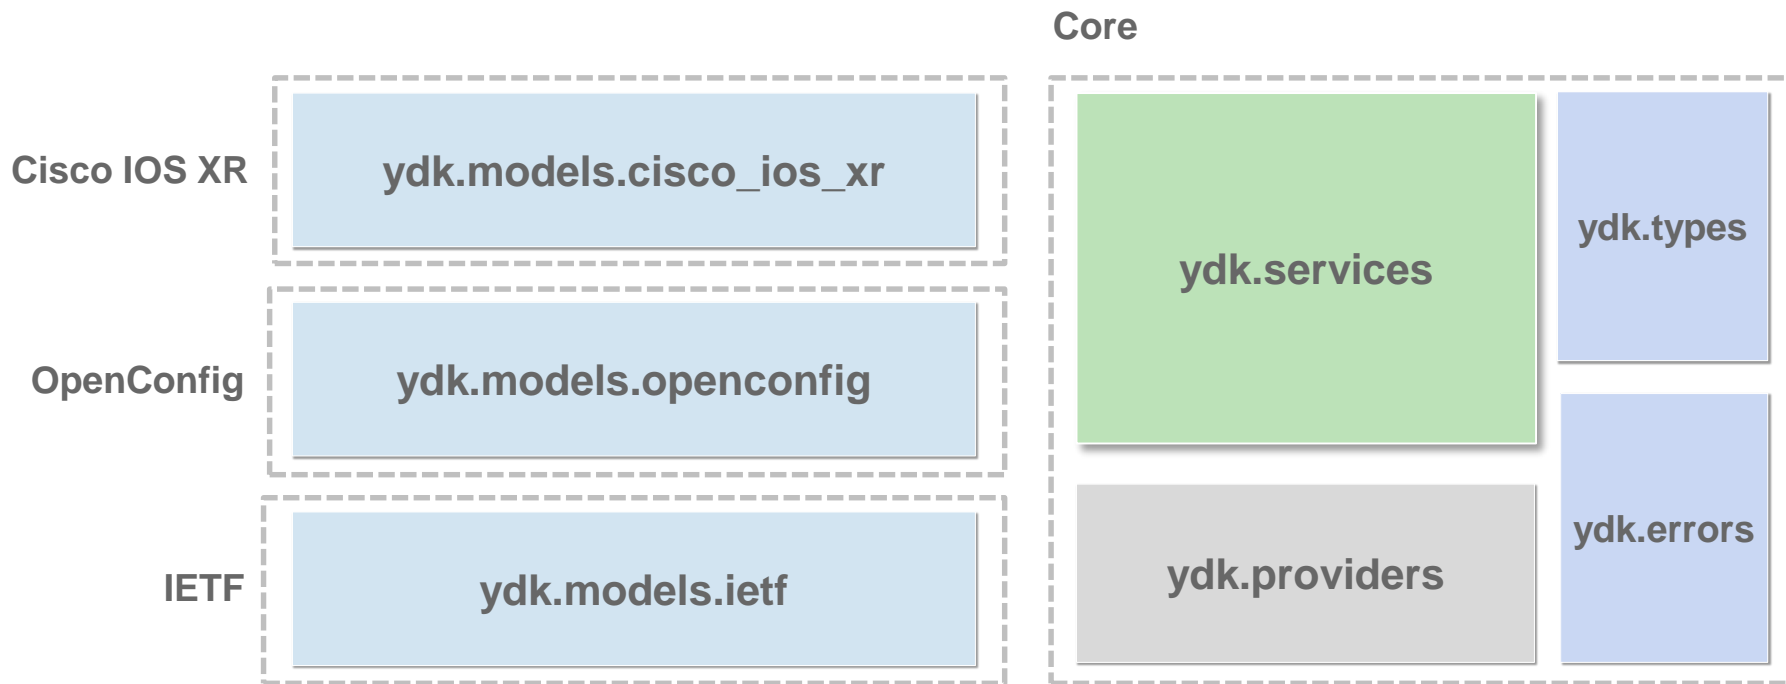 Core
Cisco IOS XR
ydk.models.cisco_ios_xr
OpenConfig
ydk.models.openconfig
IETF
ydk.models.ietf
ydk.services
ydk.types
ydk.providers
ydk.errors